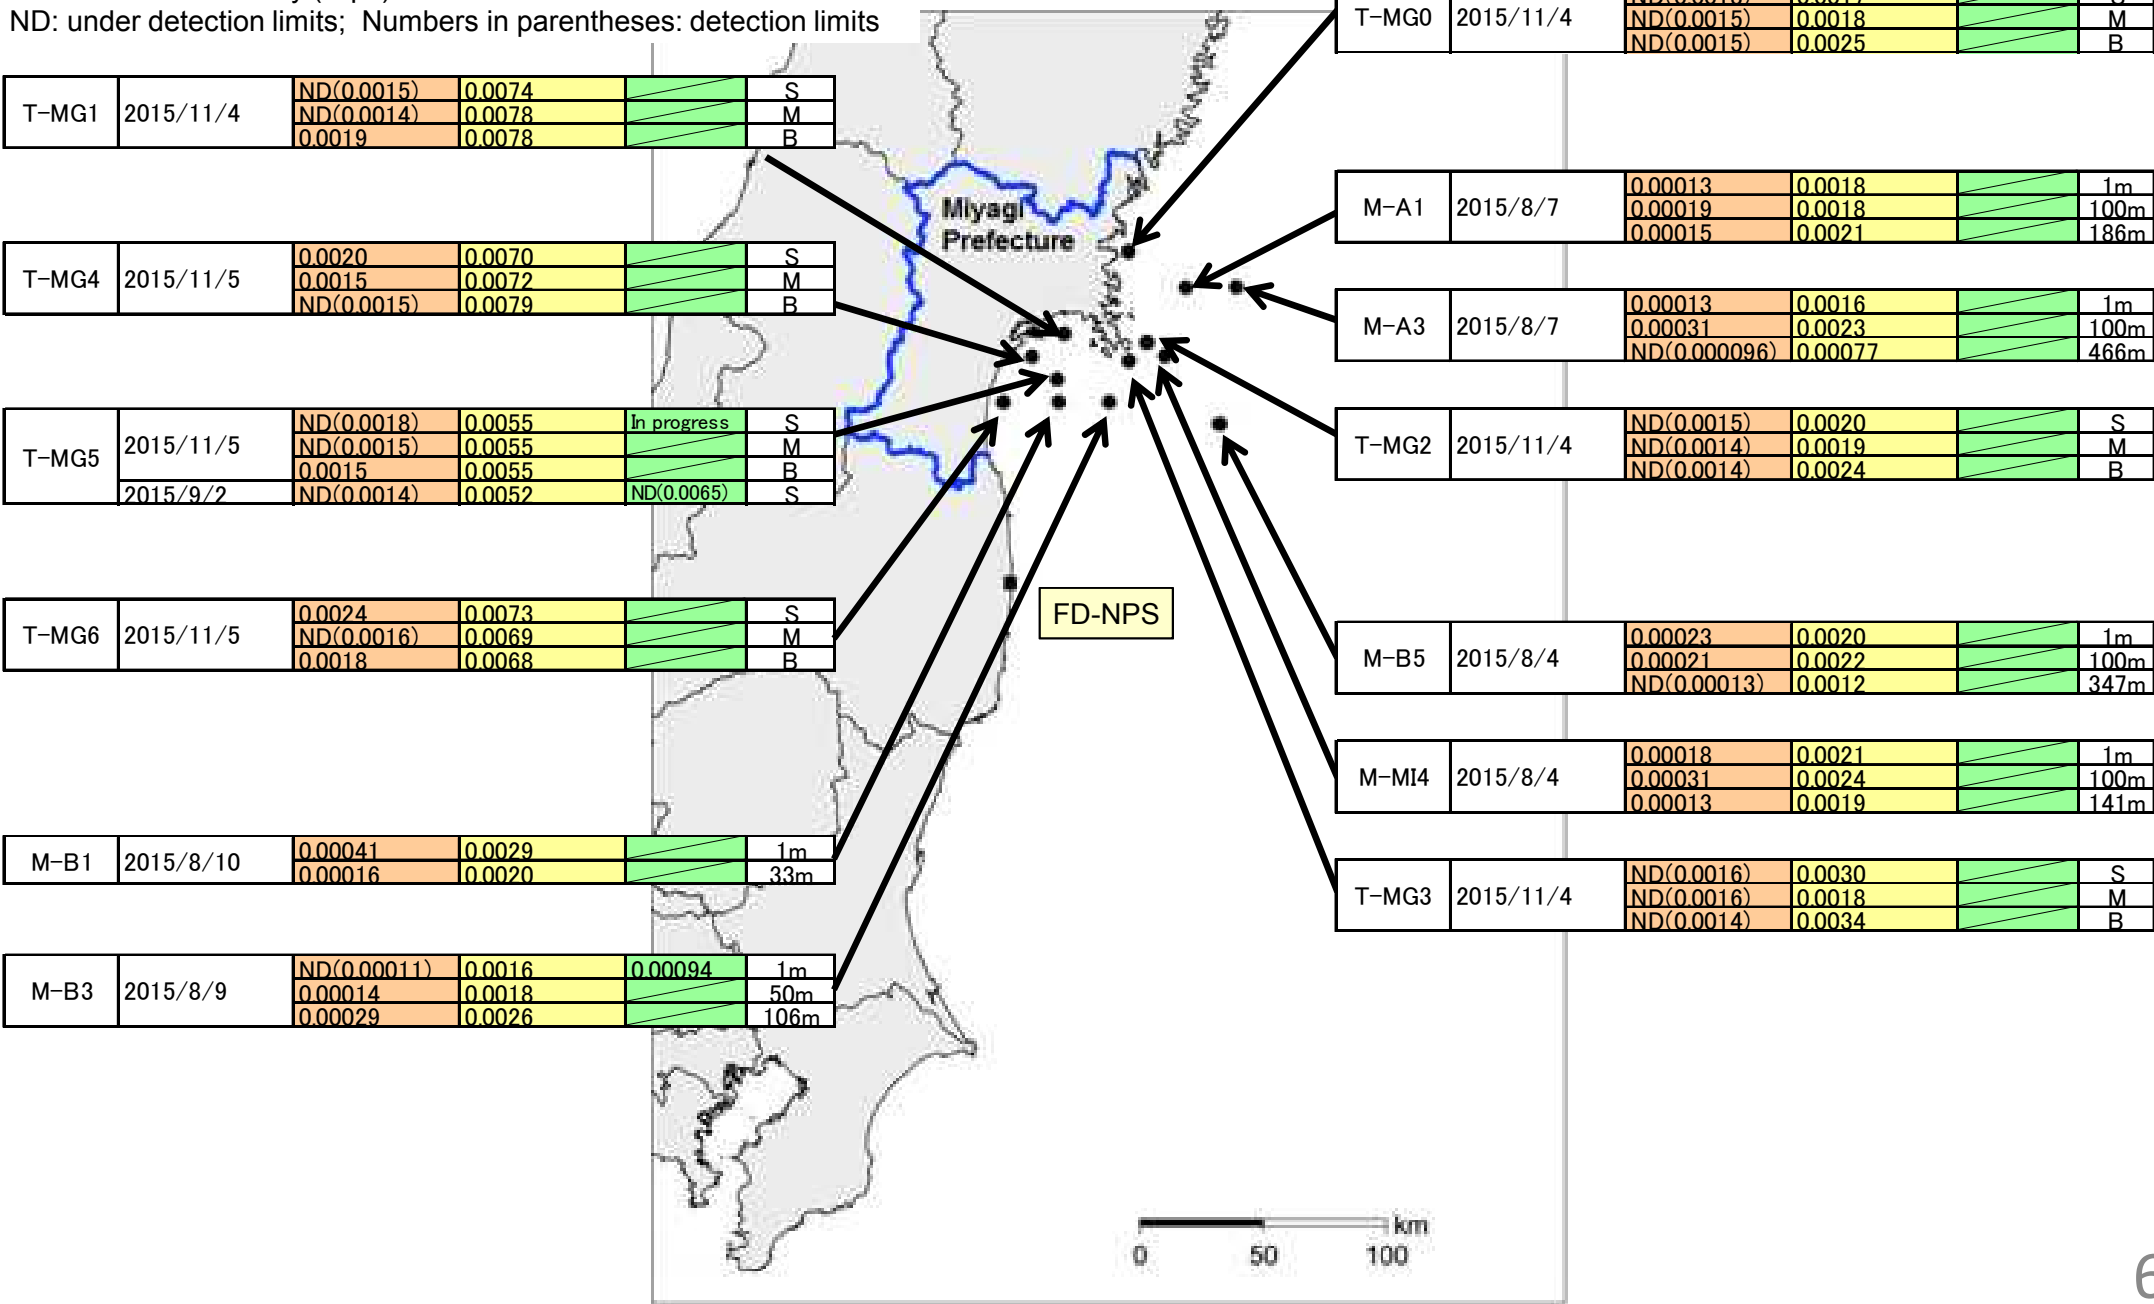 ND: under detection limits; Numbers in parentheses: detection limits
T-MG0 2015/11/4
ND(0.0015) 0.0018 M
ND(0.0015) 0.0025 B
T-MG1 2015/11/4
ND(0.0015) 0.0074 S
ND(0.0014) 0.0078 M
0.0019 0.0078 B
M-A1 2015/8/7
0.00013 0.0018 1m
0.00019 0.0018 100m
0.00015 0.0021 186m
Miyagi
Prefecture
T-MG4 2015/11/5
0.0020 0.0070 S
0.0015 0.0072 M
ND(0.0015) 0.0079 B
M-A3 2015/8/7
0.00013 0.0016 1m
0.00031 0.0023 100m
ND(0.000096) 0.00077 466m
T-MG5 2015/11/5
ND(0.0018) 0.0055 In progress S
ND(0.0015) 0.0055 M
0.0015 0.0055 B
2015/9/2 ND(0.0014) 0.0052 ND(0.0065) S
T-MG2 2015/11/4
ND(0.0015) 0.0020 S
ND(0.0014) 0.0019 M
ND(0.0014) 0.0024 B
FD-NPS
T-MG6 2015/11/5
0.0024 0.0073 S
ND(0.0016) 0.0069 M
0.0018 0.0068 B
M-B5 2015/8/4
0.00023 0.0020 1m
0.00021 0.0022 100m
ND(0.00013) 0.0012 347m
M-MI4 2015/8/4
0.00018 0.0021 1m
0.00031 0.0024 100m
0.00013 0.0019 141m
M-B1 2015/8/10
0.00041 0.0029 1m
0.00016 0.0020 33m
T-MG3 2015/11/4
ND(0.0016) 0.0030 S
ND(0.0016) 0.0018 M
ND(0.0014) 0.0034 B
M-B3 2015/8/9
ND(0.00011) 0.0016 0.00094 1m
0.00014 0.0018 50m
0.00029 0.0026 106m
km
0 50 100
6